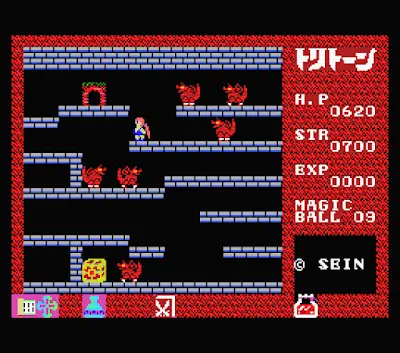 トリトーン
H.P
0620
STR
0700
EXP
0000
MAGIC
BALL 09
© SEIN